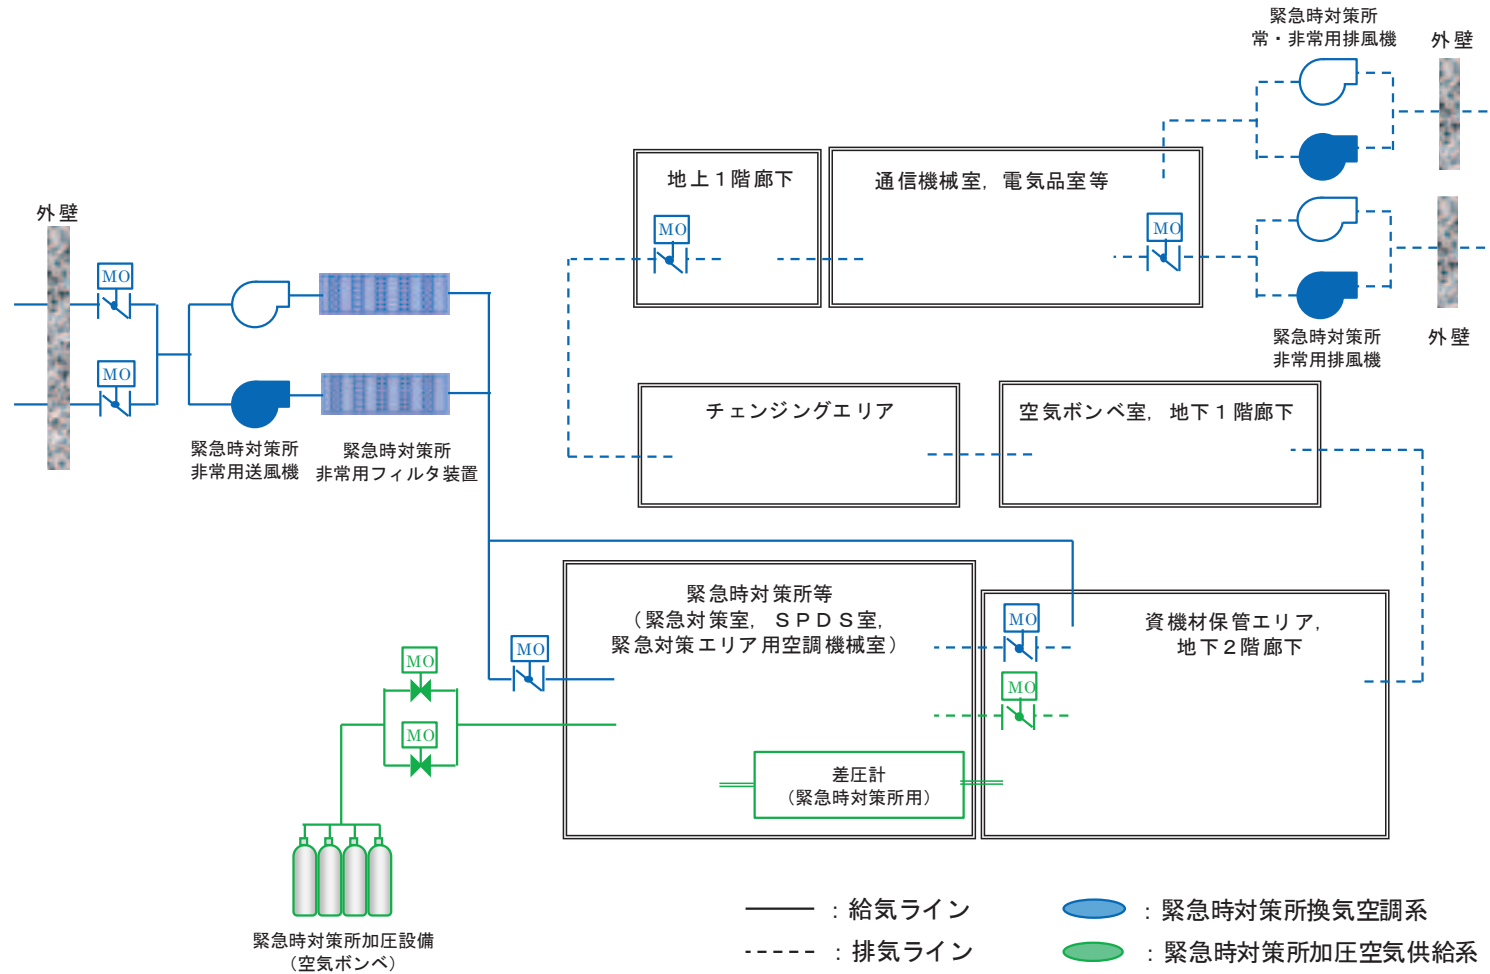 緊急時対策所
常・非常用排風機
外壁
地上１階廊下
通信機械室，電気品室等
MO
MO
外壁
MO
MO
緊急時対策所
非常用送風機
緊急時対策所
非常用フィルタ装置
緊急時対策所
非常用排風機
外壁
チェンジングエリア
空気ボンベ室，地下１階廊下
緊急時対策所等
（緊急対策室，ＳＰＤＳ室，
緊急対策エリア用空調機械室）
資機材保管エリア，
地下２階廊下
MO
MO
MO
MO
MO
差圧計
（緊急時対策所用）
緊急時対策所加圧設備
（空気ボンベ）
：給気ライン
：緊急時対策所換気空調系
：排気ライン
：緊急時対策所加圧空気供給系